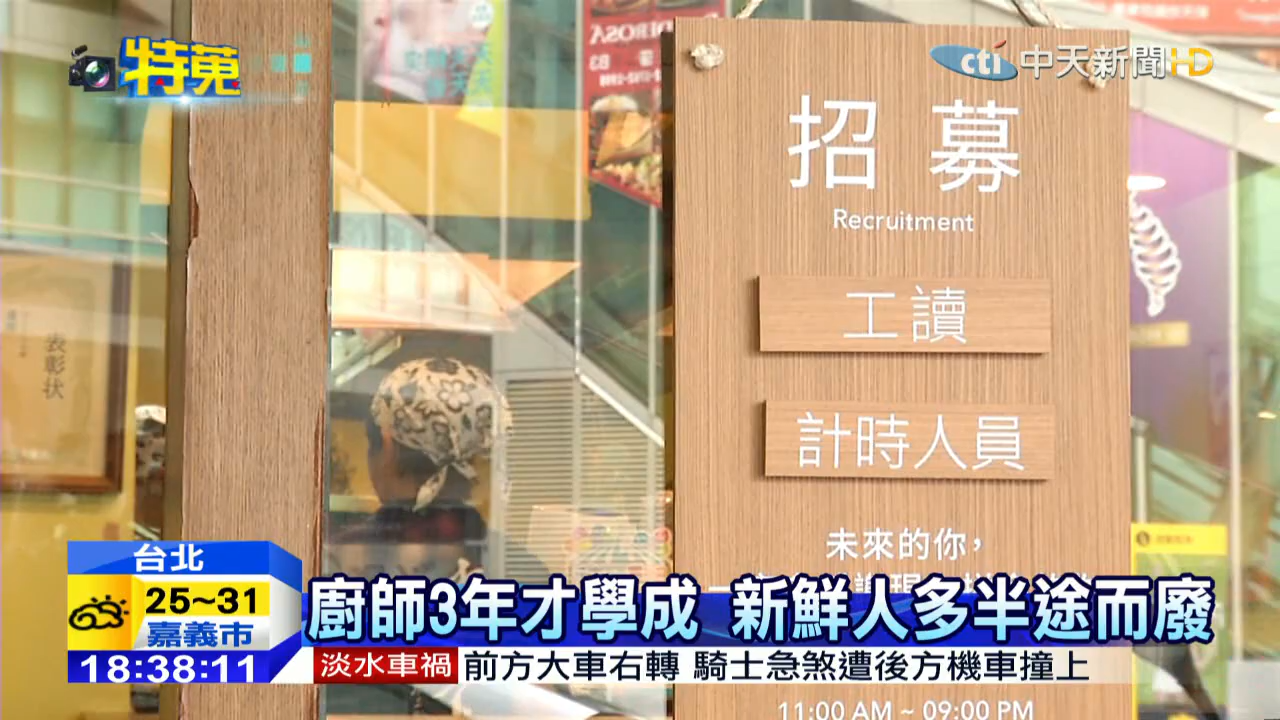 特蒐
cti 中天新聞HD
招募
Recruitment
工讀
計時人員
未來的你，
11:00 AM ~ 09:00 PM
表彰状
B3
台北
25~31
嘉義市
18:38:11
廚師3年才學成 新鮮人多半途而廢
淡水車禍 前方大車右轉 騎士急煞遭後方機車撞上